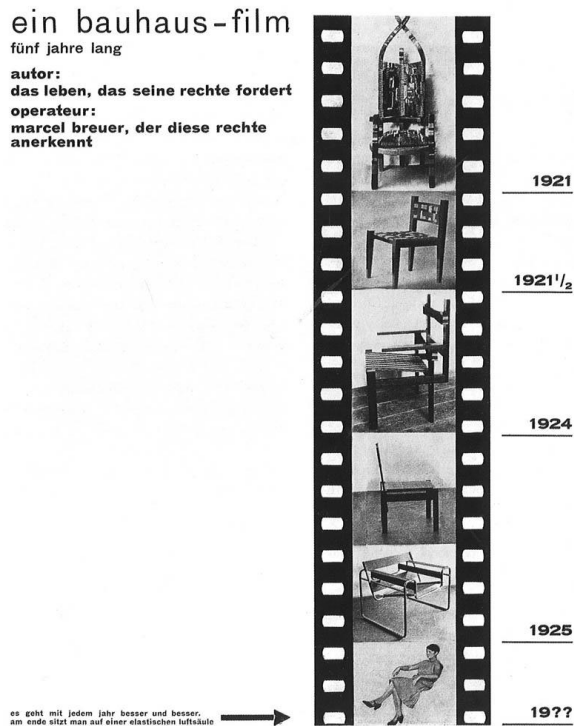 ein bauhaus-film
fünf jahre lang
autor:
das leben, das seine rechte fordert
operateur:
marcel breuer, der diese rechte
anerkennt
1921
1921½
1924
1925
19??
es geht mit jedem jahr besser und besser.
am ende sitzt man auf einer elastischen luftsäule